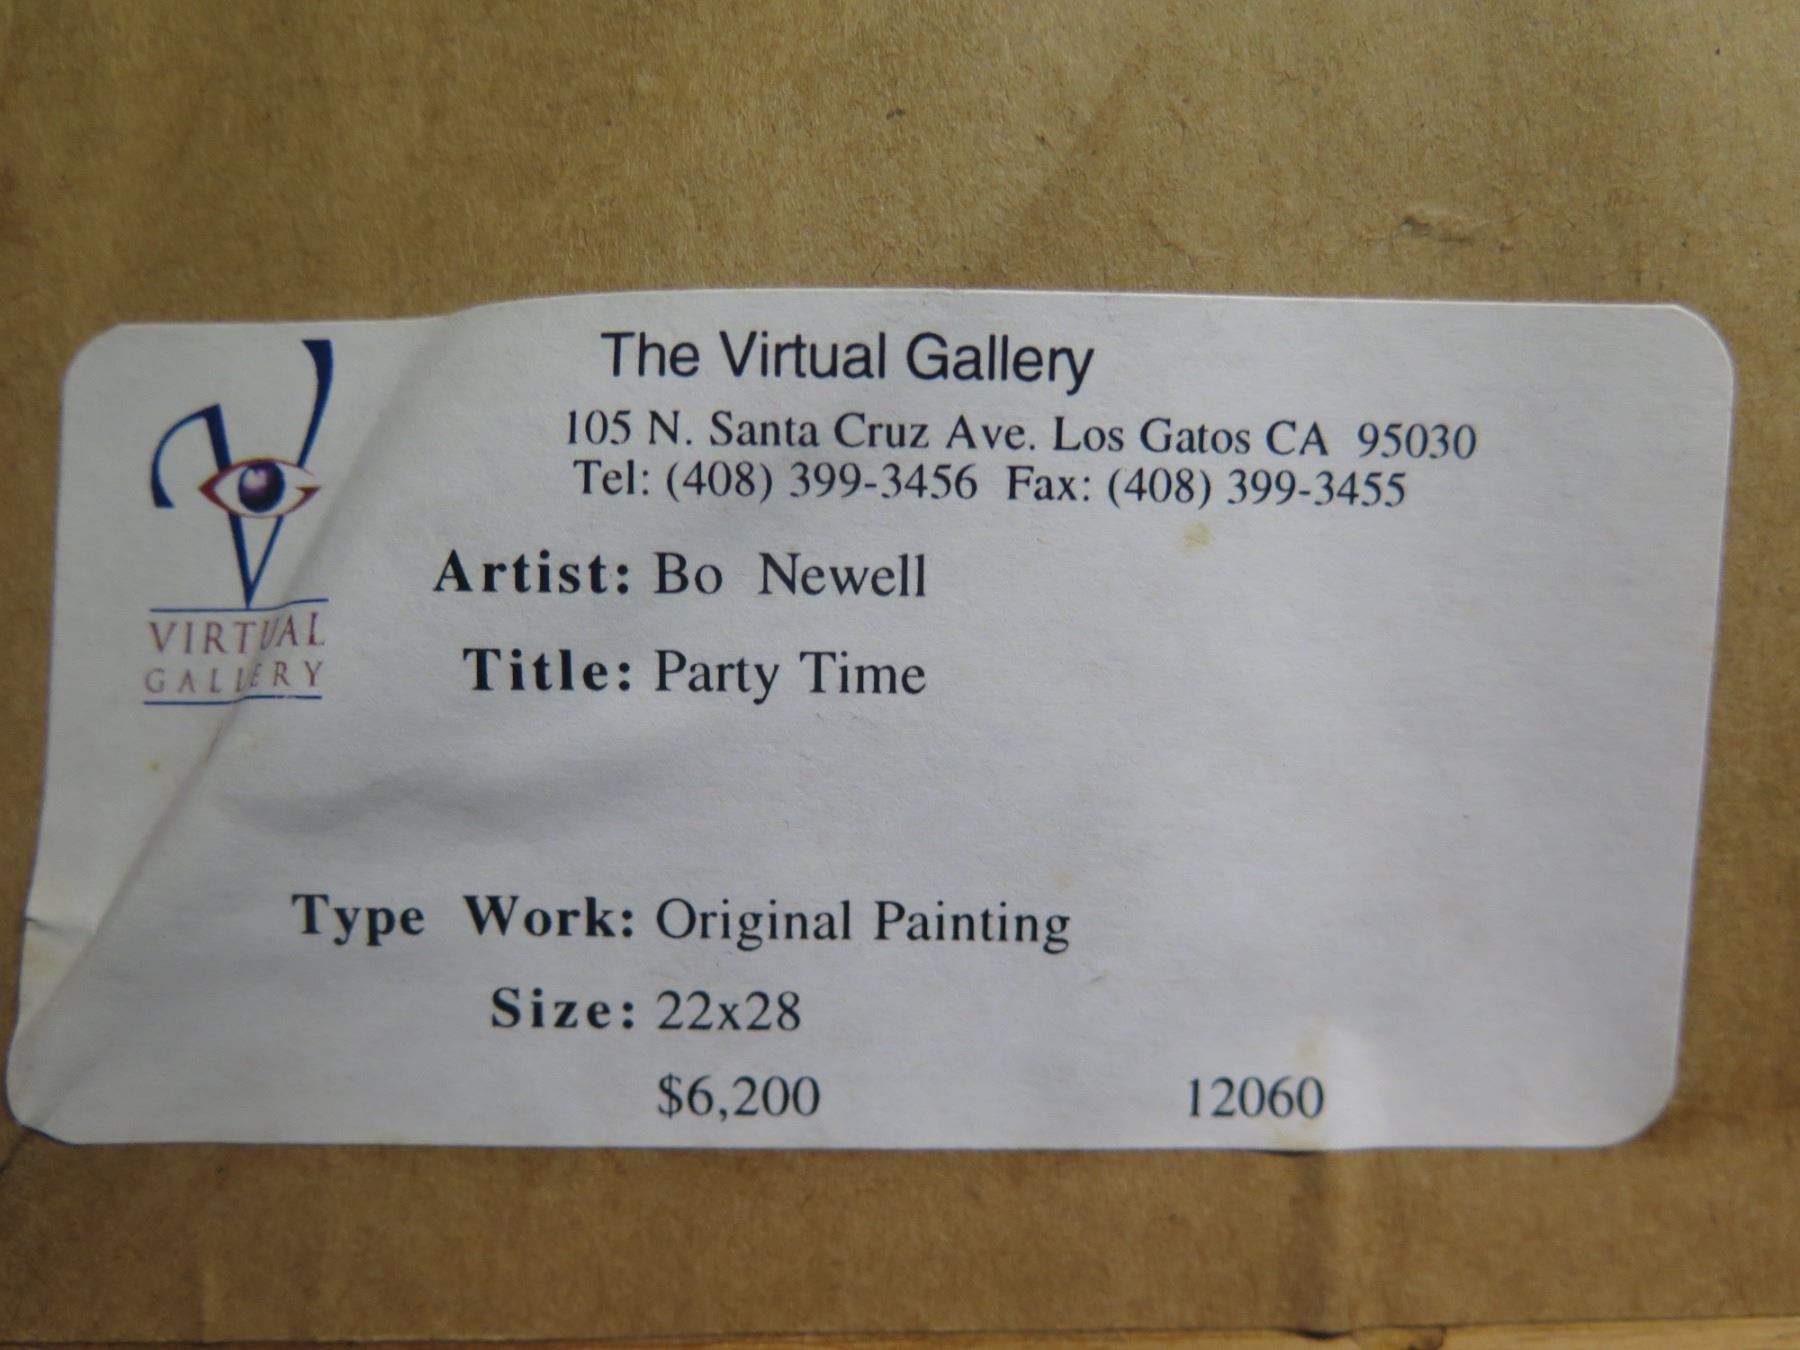 The Virtual Gallery
105 N. Santa Cruz Ave. Los Gatos CA 95030
Tel: (408) 399-3456 Fax: (408) 399-3455
VIRTUAL
GALLERY
Artist: Bo Newell
Title: Party Time
Type Work: Original Painting
Size: 22x28
$6,200 12060